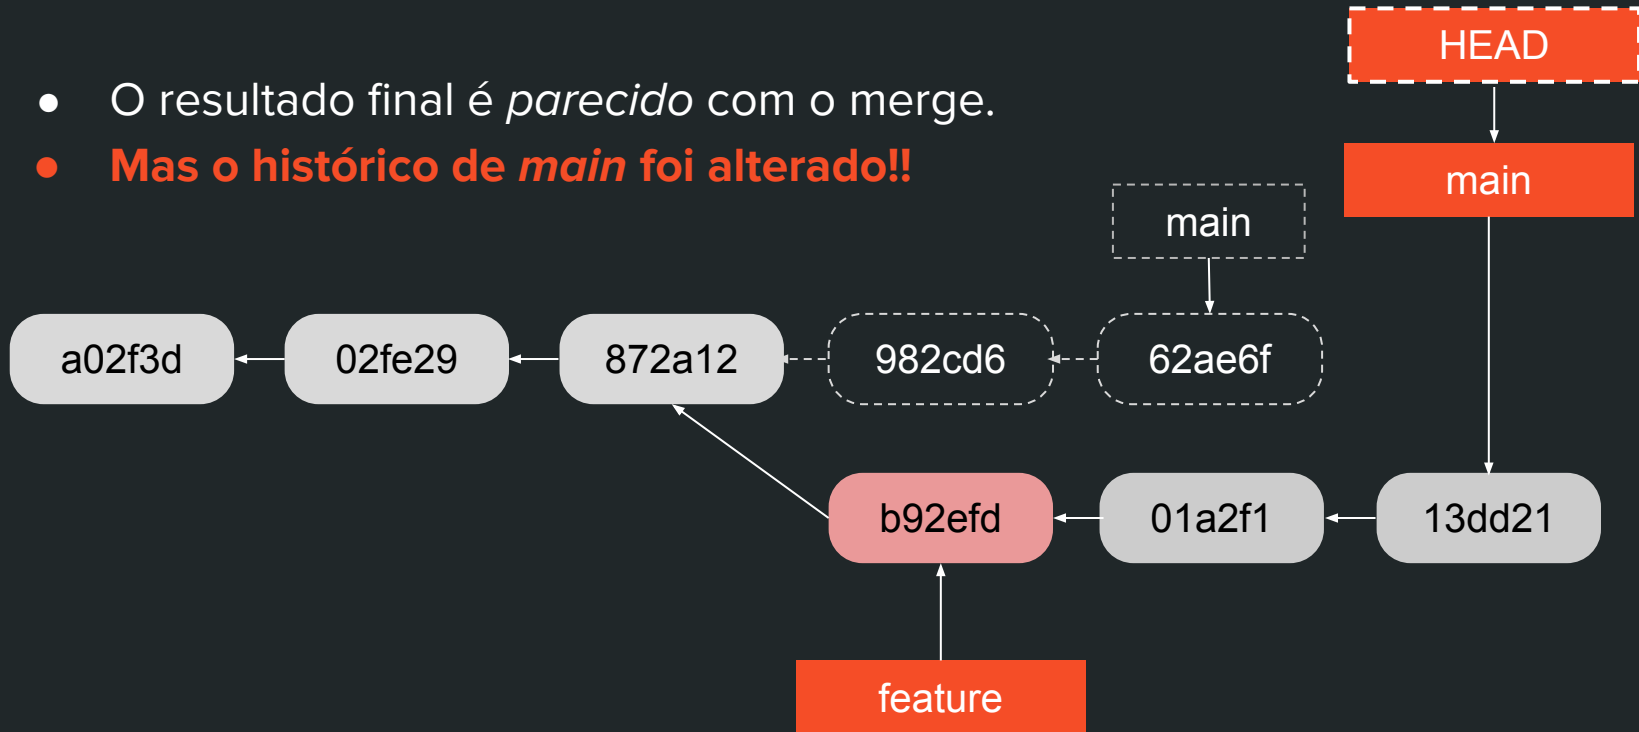 HEAD
● O resultado final é parecido com o merge.
● Mas o histórico de main foi alterado!!
main
main
a02f3d
02fe29
872a12
982cd6
62ae6f
b92efd
01a2f1
13dd21
feature